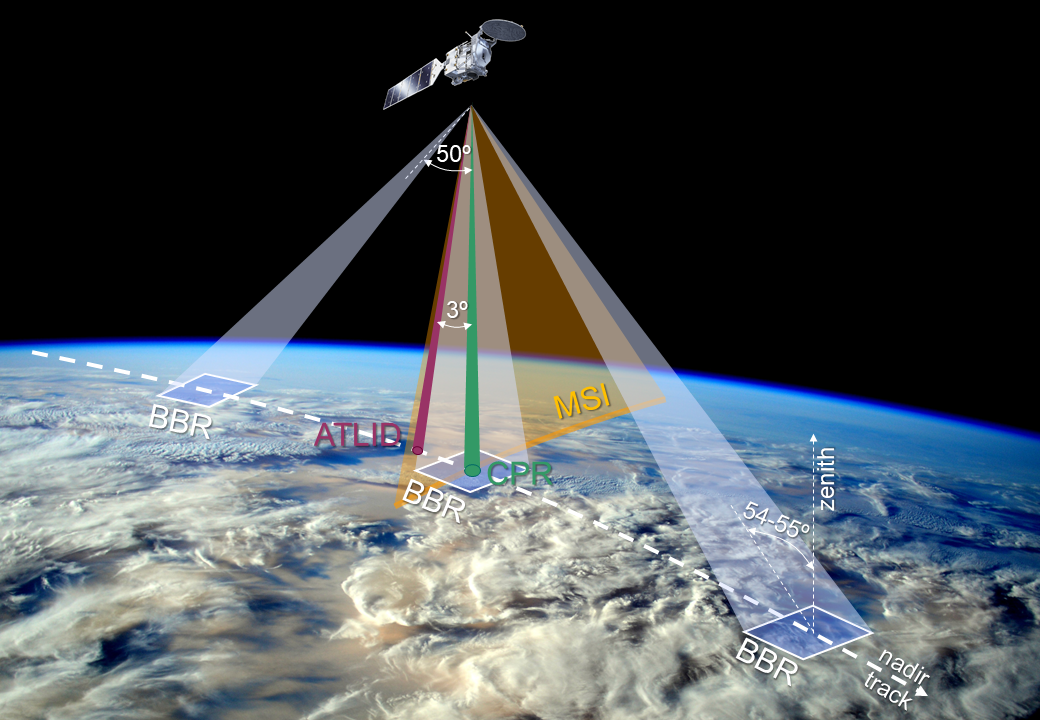 50º
3º
MSI
BBR
ATLID
CPR
BBR
zenith
54-55º
BBR
nadir
track